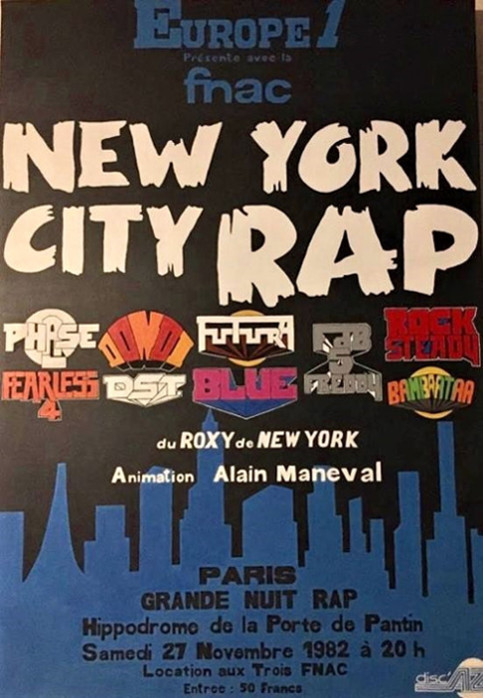 EUROPE 1
Présente avec la
fnac
NEW YORK
CITY RAP
PHASE 2 DONDI FUTURA FAB 5 FREDDY ROCK STEADY
FEARLESS 4 DST BLUE BAMBAATAA
du ROXY de NEW YORK
Animation Alain Maneval
PARIS
GRANDE NUIT RAP
Hippodrome de la Porte de Pantin
Samedi 27 Novembre 1982 à 20 h
Location aux Trois FNAC
Entree : 50 Francs
disc'AZ